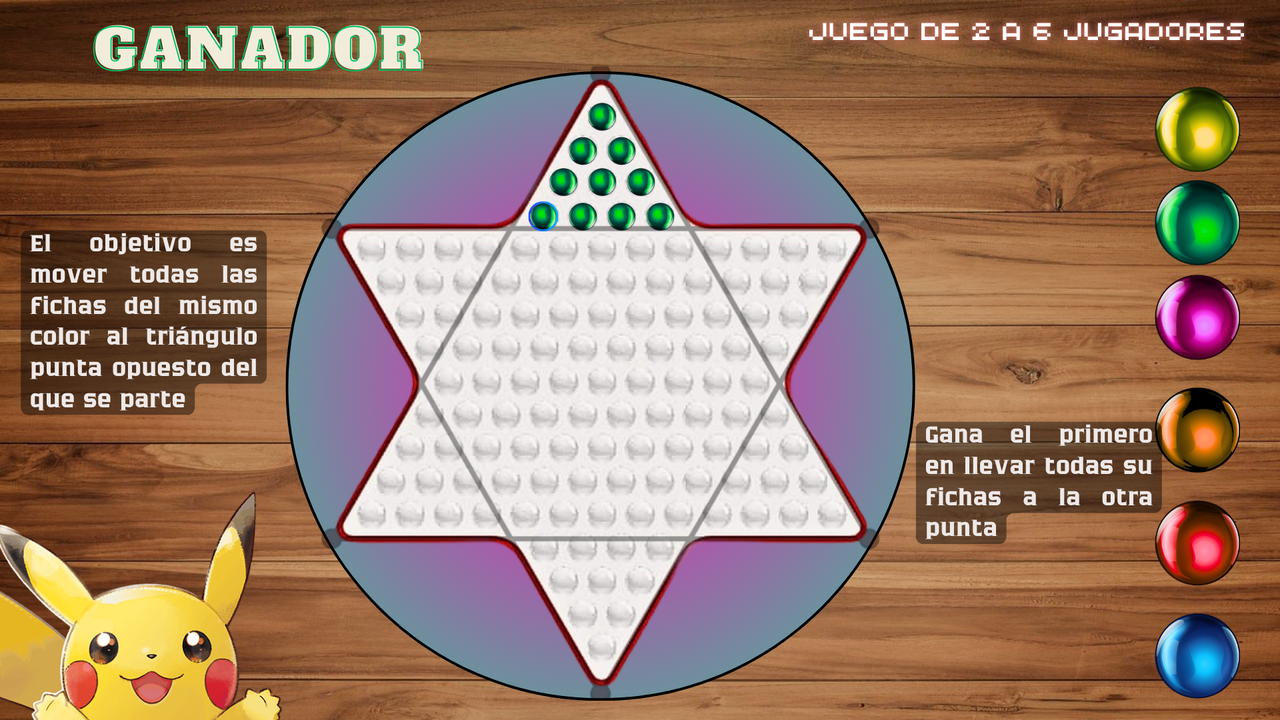 GANADOR
JUEGO DE 2 A 6 JUGADORES
El objetivo es
mover todas las
fichas del mismo
color al triángulo
punta opuesto del
que se parte
Gana el primero
en llevar todas su
fichas a la otra
punta